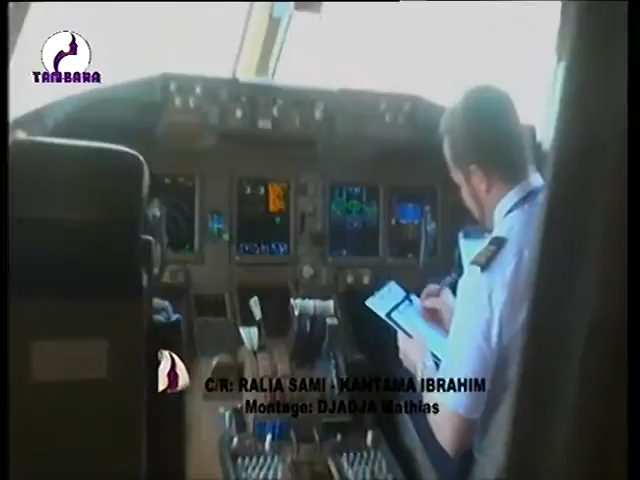 TAMBARA
C/R: RALIA SAMI - KANTAMA IBRAHIM
Montage: DJADJA Mathias